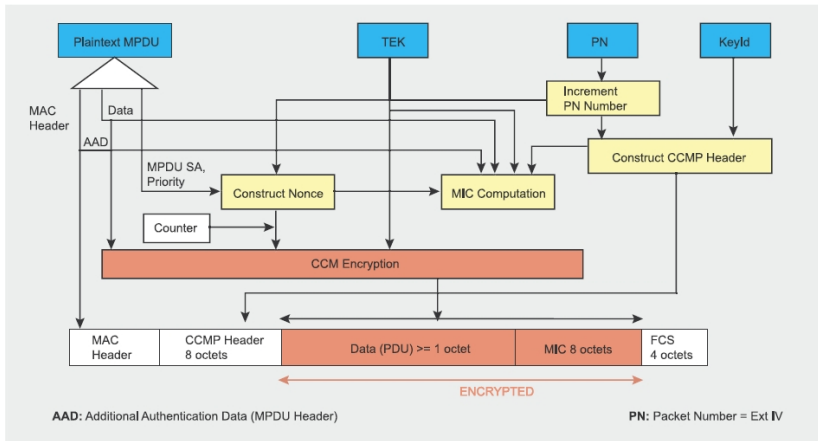 Plaintext MPDU
TEK
PN
KeyId
MAC
Header
Data
AAD
Increment
PN Number
Construct CCMP Header
MPDU SA,
Priority
Construct Nonce
MIC Computation
Counter
CCM Encryption
MAC
Header
CCMP Header
8 octets
Data (PDU) >= 1 octet
MIC 8 octets
FCS
4 octets
ENCRYPTED
AAD: Additional Authentication Data (MPDU Header)
PN: Packet Number = Ext IV